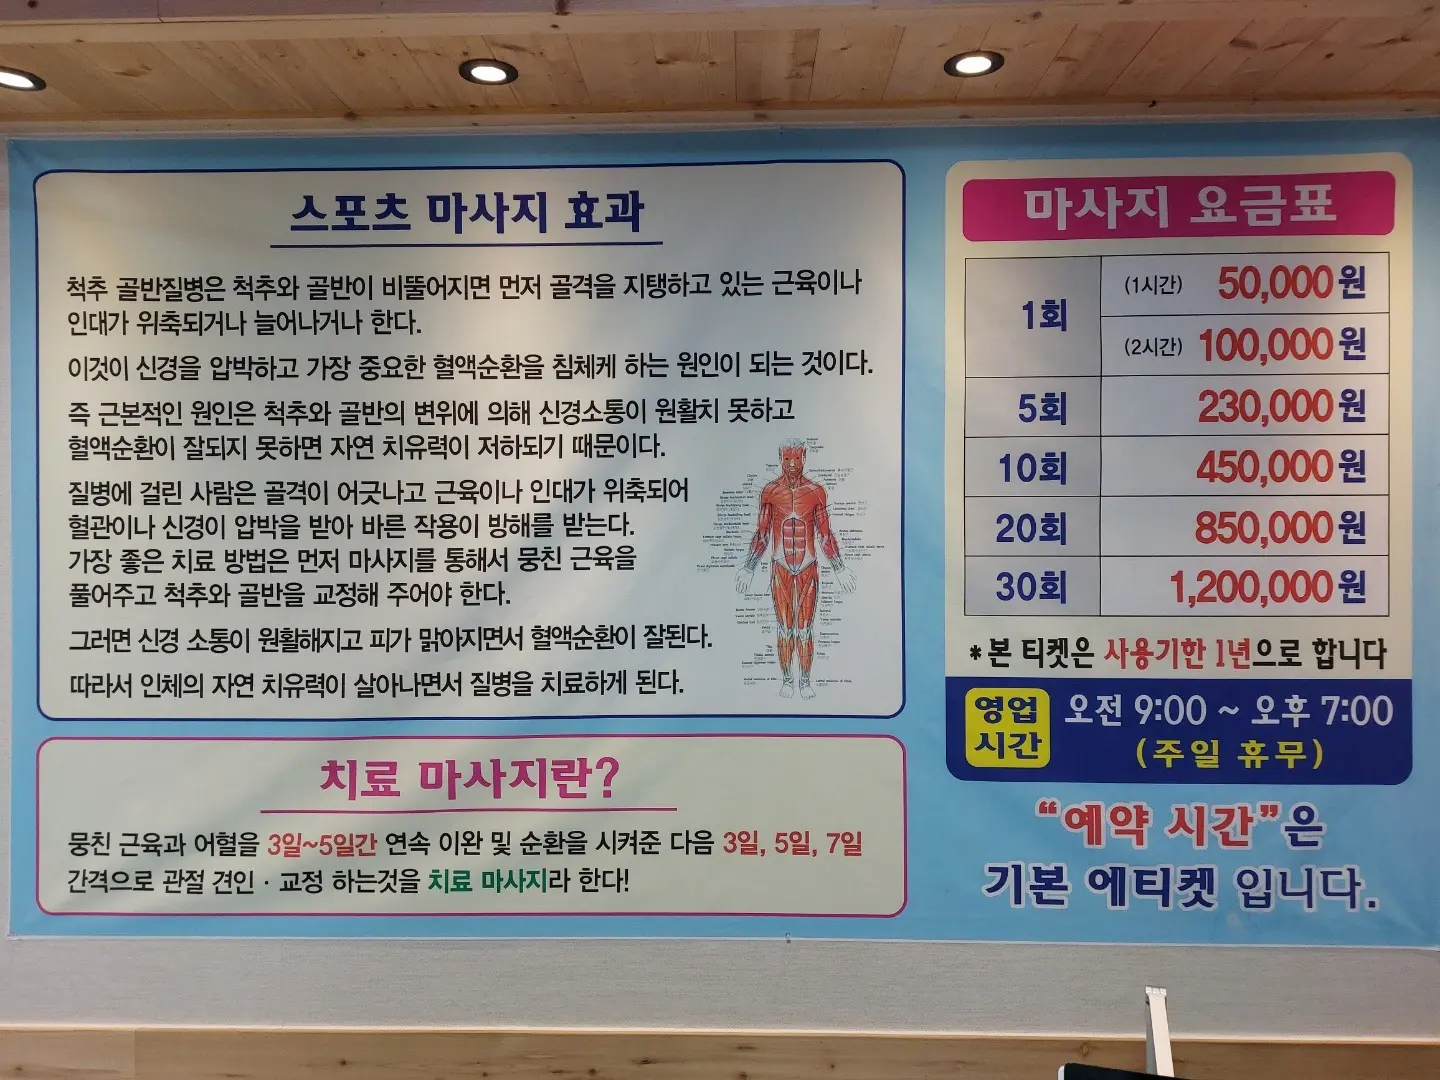 스포츠 마사지 효과
척추 골반질병은 척추와 골반이 비뚤어지면 먼저 골격을 지탱하고 있는 근육이나
인대가 위축되거나 늘어나거나 한다.
이것이 신경을 압박하고 가장 중요한 혈액순환을 침체케 하는 원인이 되는 것이다.
즉 근본적인 원인은 척추와 골반의 변위에 의해 신경소통이 원활치 못하고
혈액순환이 잘되지 못하면 자연 치유력이 저하되기 때문이다.
질병에 걸린 사람은 골격이 어긋나고 근육이나 인대가 위축되어
혈관이나 신경이 압박을 받아 바른 작용이 방해를 받는다.
가장 좋은 치료 방법은 먼저 마사지를 통해서 뭉친 근육을
풀어주고 척추와 골반을 교정해 주어야 한다.
그러면 신경 소통이 원활해지고 피가 맑아지면서 혈액순환이 잘된다.
따라서 인체의 자연 치유력이 살아나면서 질병을 치료하게 된다.
치료 마사지란?
뭉친 근육과 어혈을 3일~5일간 연속 이완 및 순환을 시켜준 다음 3일, 5일, 7일
간격으로 관절 견인 · 교정 하는것을 치료 마사지라 한다!
마사지 요금표
1회 (1시간) 50,000원
(2시간) 100,000원
5회 230,000원
10회 450,000원
20회 850,000원
30회 1,200,000원
*본 티켓은 사용기한 1년으로 합니다
영업 시간 오전 9:00 ~ 오후 7:00
(주일 휴무)
“예약 시간”은
기본 에티켓 입니다.